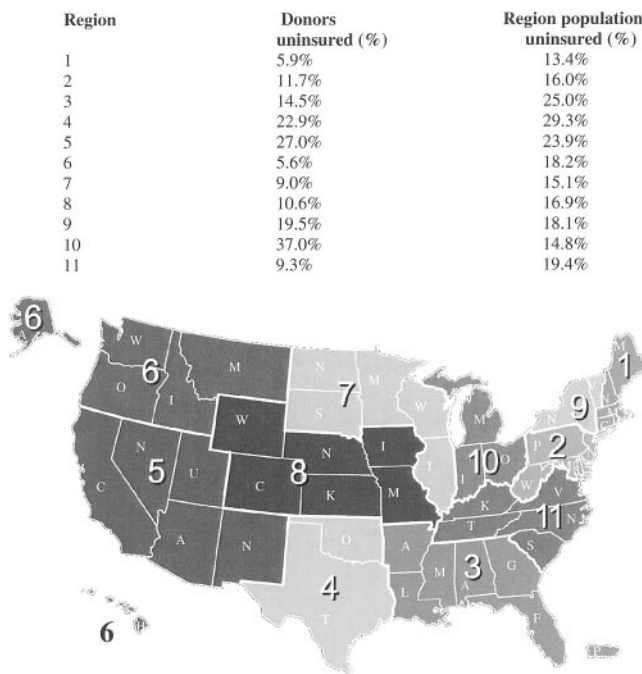 Region Donors uninsured (%) Region population uninsured (%)
1 5.9% 13.4%
2 11.7% 16.0%
3 14.5% 25.0%
4 22.9% 29.3%
5 27.0% 23.9%
6 5.6% 18.2%
7 9.0% 15.1%
8 10.6% 16.9%
9 19.5% 18.1%
10 37.0% 14.8%
11 9.3% 19.4%
6
A
W
M
N
M
M
1
6
7
O
I
S
W
M
N
9
W
P
2
N
I
O
N
5
U
8
I
10
W
C
C
K
M
K
V
11
N
T
A
N
O
A
S
4
M
3
G
A
L
T
F
6
H
P